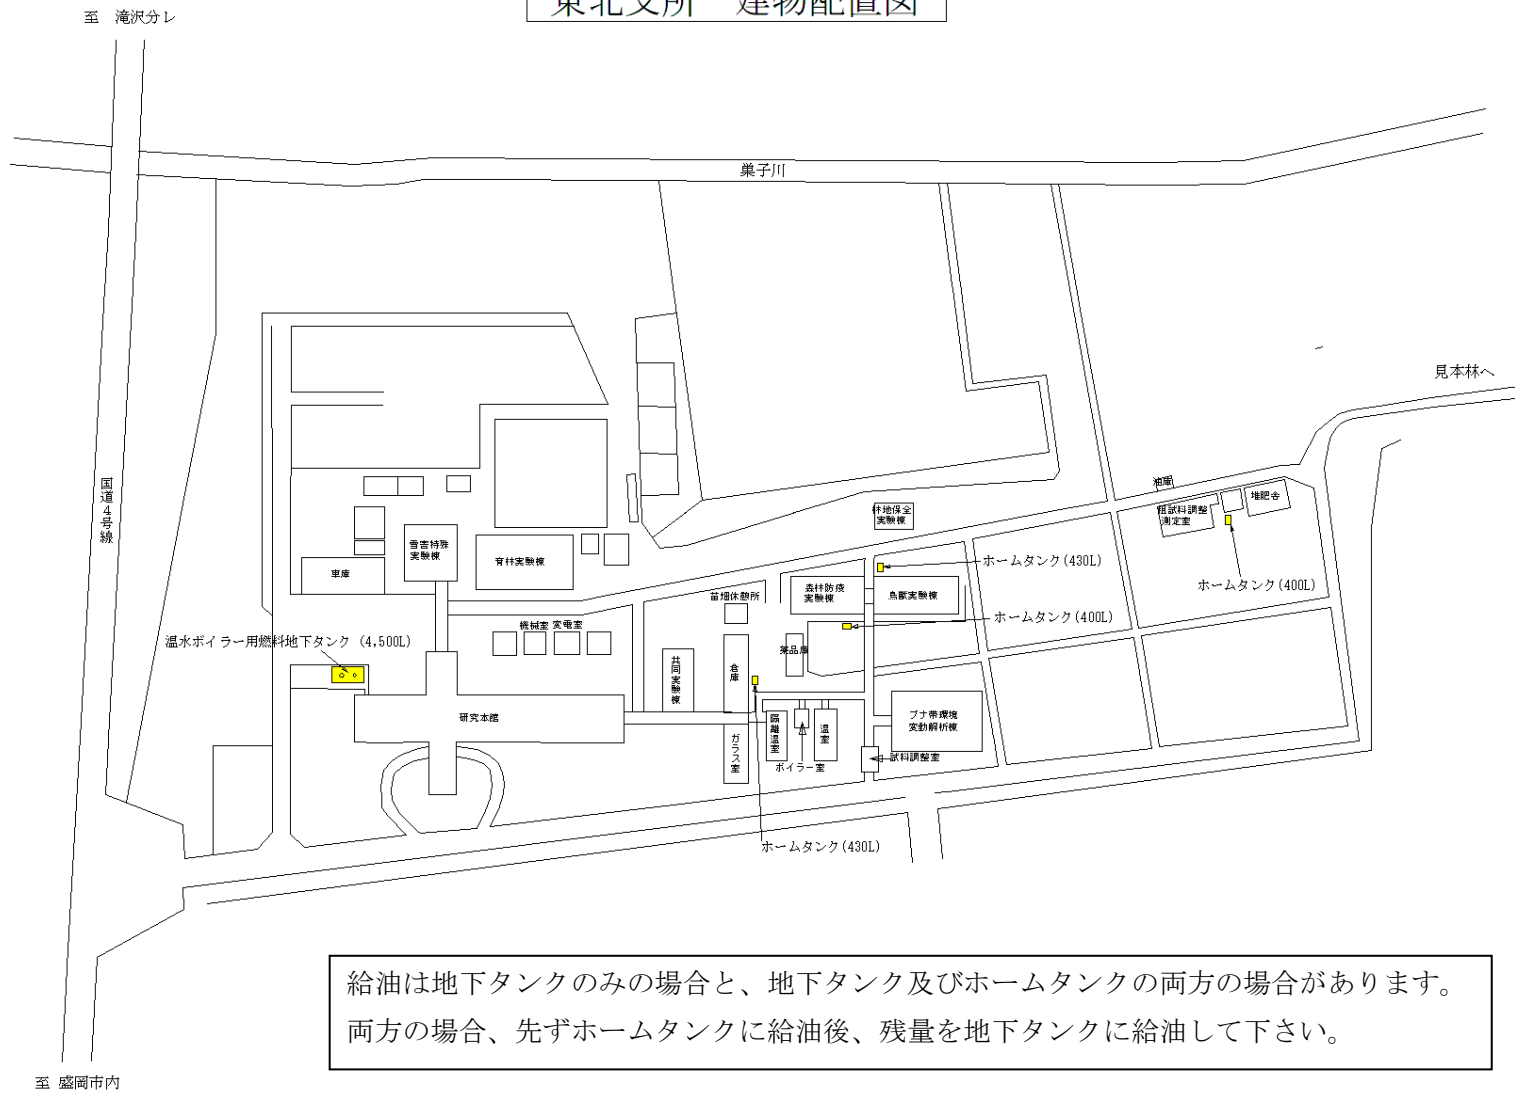 東北支所　建物配置図
至　滝沢分レ
巣子川
見本林へ
国道4号線
油庫
堆肥舎
粗試料調整
測定室
林地保全
実験棟
雪害特殊
実験棟
育林実験棟
車庫
ホームタンク(430L)
ホームタンク(400L)
森林防疫
実験棟
鳥獣実験棟
苗畑休憩所
ホームタンク(400L)
機械室 変電室
温水ボイラー用燃料地下タンク (4,500L)
薬品庫
共同実験棟
倉庫
研究本館
隔離温室
温室
ブナ帯環境
変動解析棟
ガラス室
ボイラー室
試料調整室
ホームタンク(430L)
給油は地下タンクのみの場合と、地下タンク及びホームタンクの両方の場合があります。
両方の場合、先ずホームタンクに給油後、残量を地下タンクに給油して下さい。
至 盛岡市内